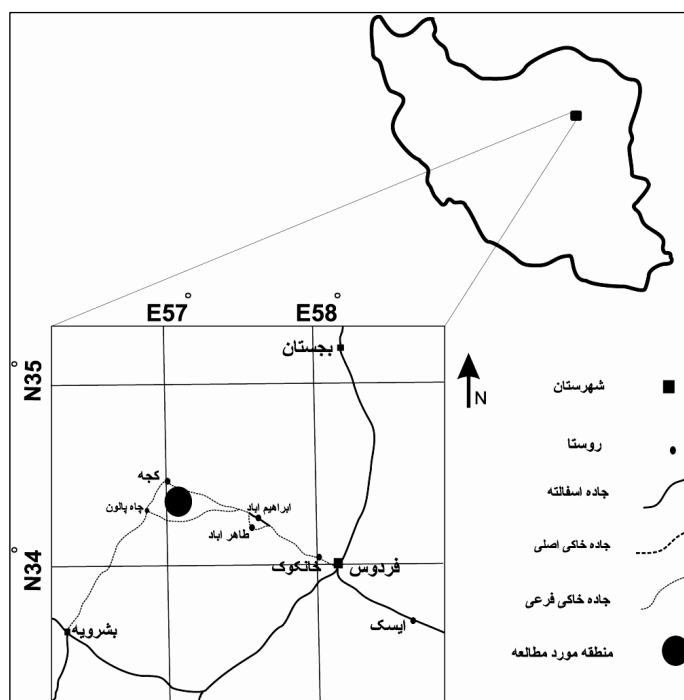 E57°
E58°
N35°
N34°
N
بجستان
کجه
چاه پالون
ابراهیم اباد
طاهر اباد
خانکوک
فردوس
ایسک
بشرویه
شهرستان
روستا
جاده اسفالته
جاده خاکی اصلی
جاده خاکی فرعی
منطقه مورد مطالعه